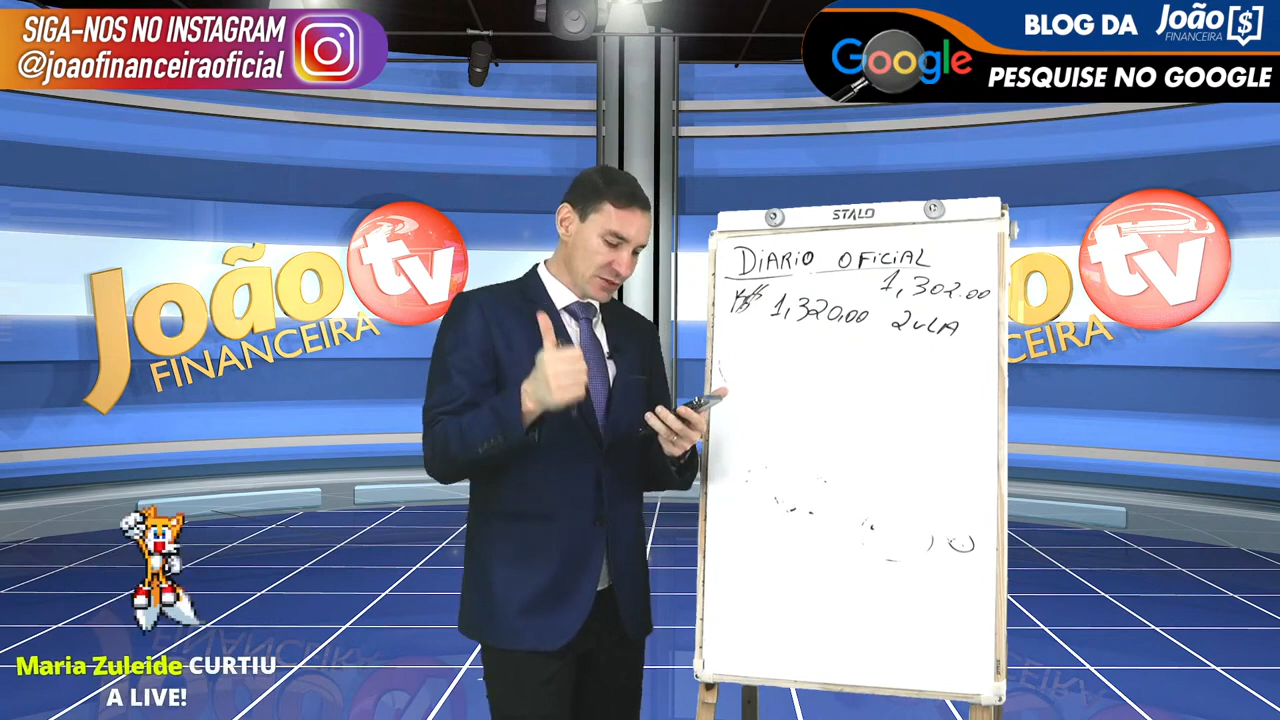 SIGA-NOS NO INSTAGRAM
@joaofinanceiraoficial
Google
BLOG DA João FINANCEIRA
PESQUISE NO GOOGLE
João tv
FINANCEIRA
o tv
CEIRA
STALO
DIARIO OFICIAL
1,302.00
R$ 1,320.00 LULA
Maria Zuleide CURTIU
A LIVE!